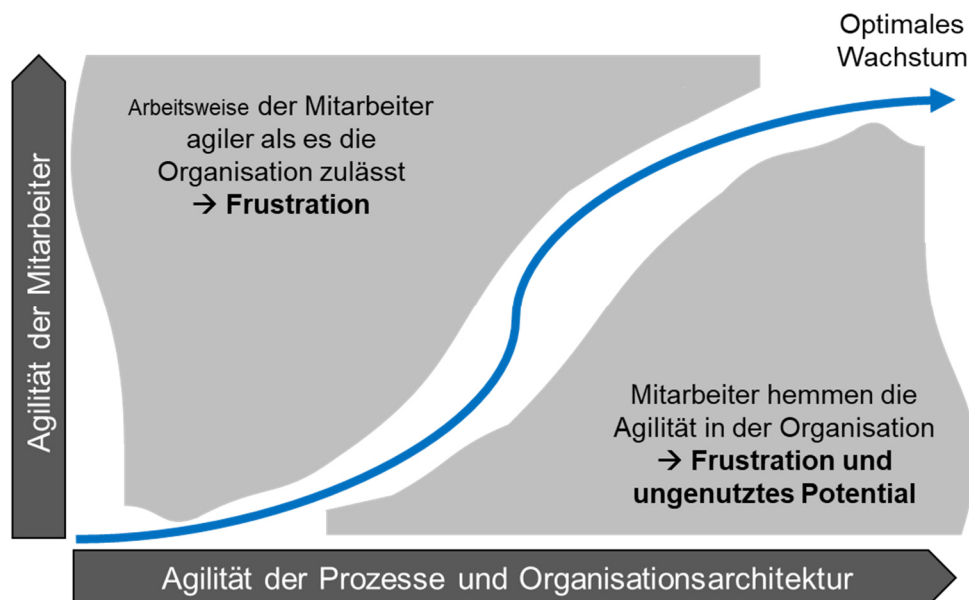 Optimales
Wachstum
Arbeitsweise der Mitarbeiter
agiler als es die
Organisation zulässt
→ Frustration
Agilität der Mitarbeiter
Mitarbeiter hemmen die
Agilität in der Organisation
→ Frustration und
ungenutztes Potential
Agilität der Prozesse und Organisationsarchitektur